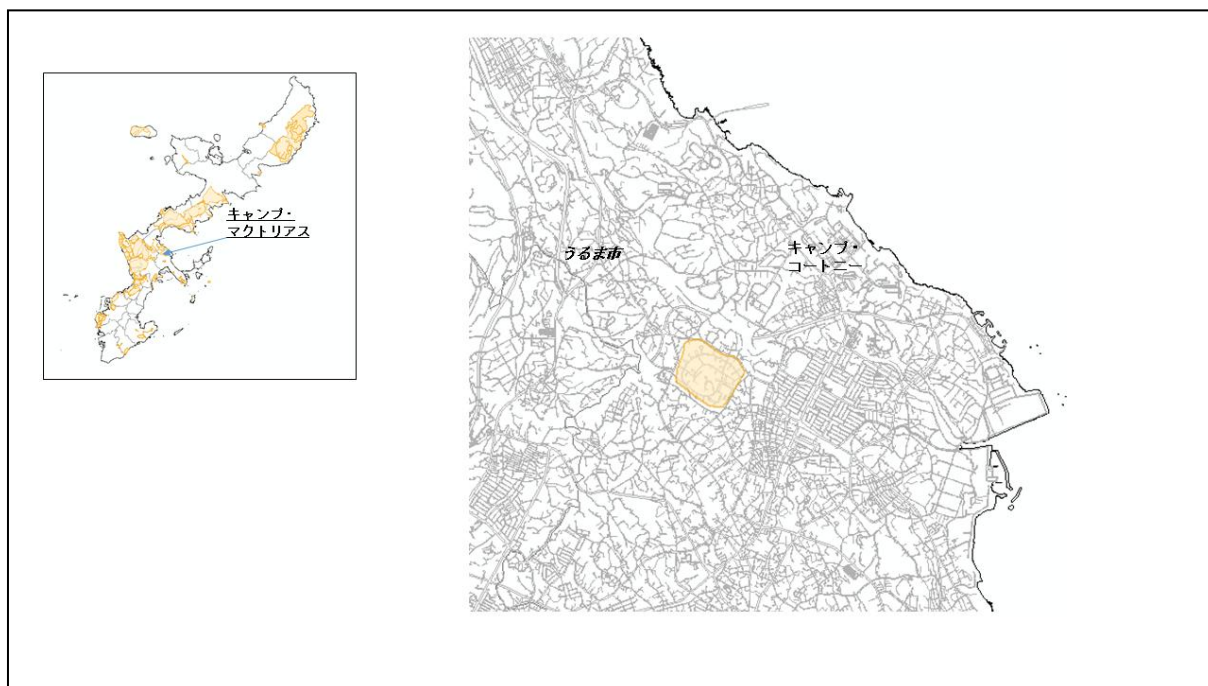 キャンプ・
マクトリアス
うるま市
キャンプ・
コートニー